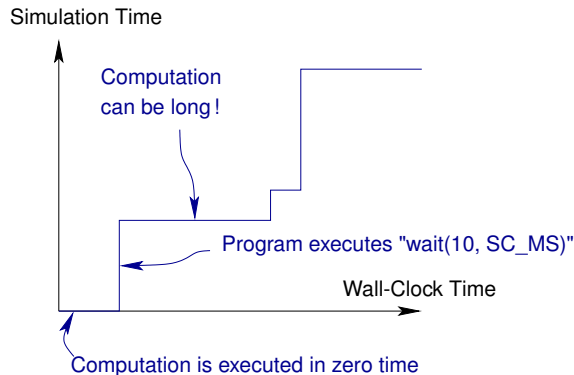 Simulation Time
Computation
can be long !
Program executes "wait(10, SC_MS)"
Wall-Clock Time
Computation is executed in zero time